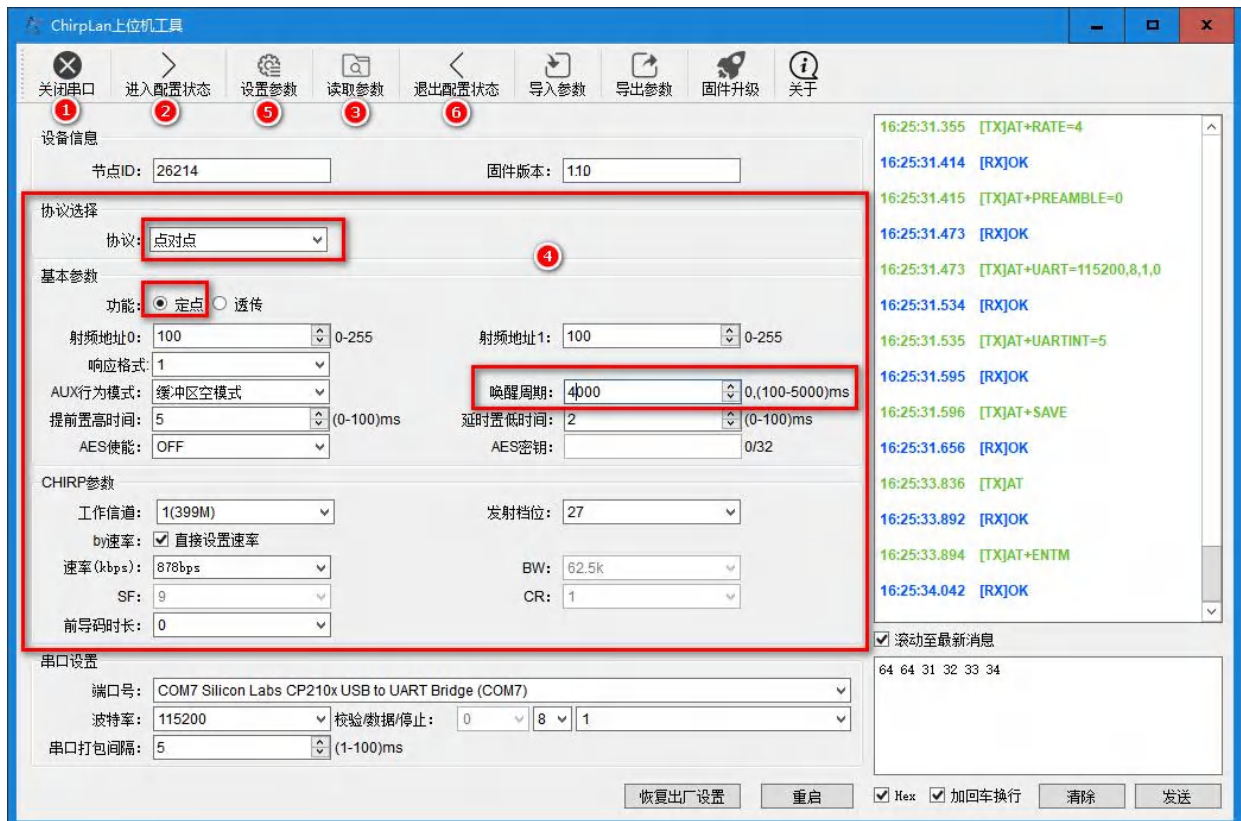 ChirpLan上位机工具
关闭串口 进入配置状态 设置参数 读取参数 退出配置状态 导入参数 导出参数 固件升级 关于
1 2 5 3 6
设备信息
节点ID: 26214 固件版本: 1.10
协议选择
协议: 点对点
4
基本参数
功能: 定点 透传
射频地址0: 100 0-255 射频地址1: 100 0-255
响应格式: 1
AUX行为模式: 缓冲区空模式 唤醒周期: 4000 0,(100-5000)ms
提前置高时间: 5 (0-100)ms 延时置低时间: 2 (0-100)ms
AES使能: OFF AES密钥: 0/32
CHIRP参数
工作信道: 1(399M) 发射档位: 27
by速率: 直接设置速率
速率(kbps): 878bps BW: 62.5k
SF: 9 CR: 1
前导码时长: 0
串口设置
端口号: COM7 Silicon Labs CP210x USB to UART Bridge (COM7)
波特率: 115200 校验/数据/停止: 0 8 1
串口打包间隔: 5 (1-100)ms
恢复出厂设置 重启
16:25:31.355 [TX]AT+RATE=4
16:25:31.414 [RX]OK
16:25:31.415 [TX]AT+PREAMBLE=0
16:25:31.473 [RX]OK
16:25:31.473 [TX]AT+UART=115200,8,1,0
16:25:31.534 [RX]OK
16:25:31.535 [TX]AT+UARTINT=5
16:25:31.595 [RX]OK
16:25:31.596 [TX]AT+SAVE
16:25:31.656 [RX]OK
16:25:33.836 [TX]AT
16:25:33.892 [RX]OK
16:25:33.894 [TX]AT+ENTM
16:25:34.042 [RX]OK
滚动至最新消息
64 64 31 32 33 34
Hex 加回车换行 清除 发送